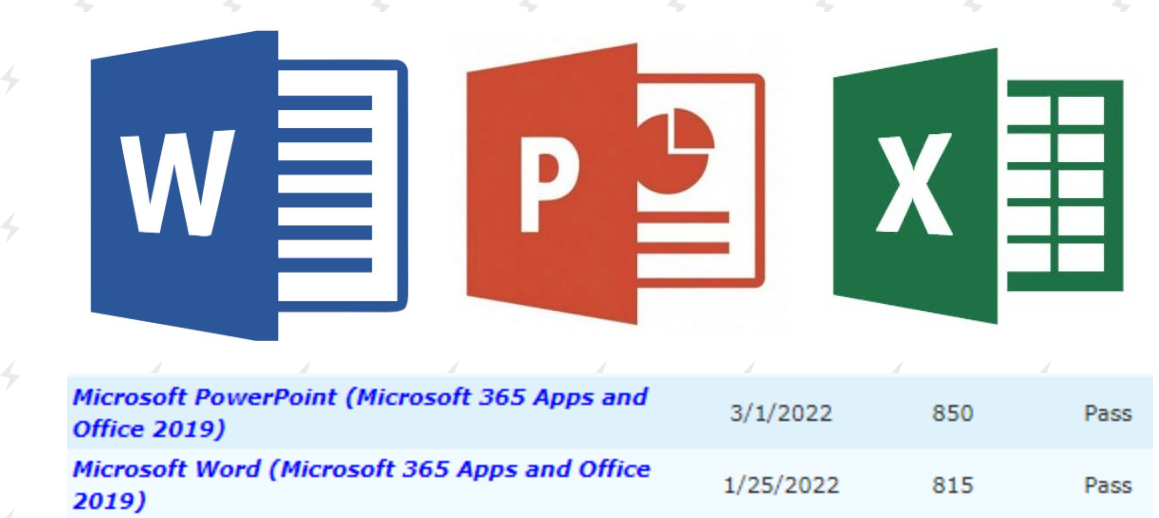 W P X
Microsoft PowerPoint (Microsoft 365 Apps and
Office 2019)
3/1/2022 850 Pass
Microsoft Word (Microsoft 365 Apps and Office
2019)
1/25/2022 815 Pass